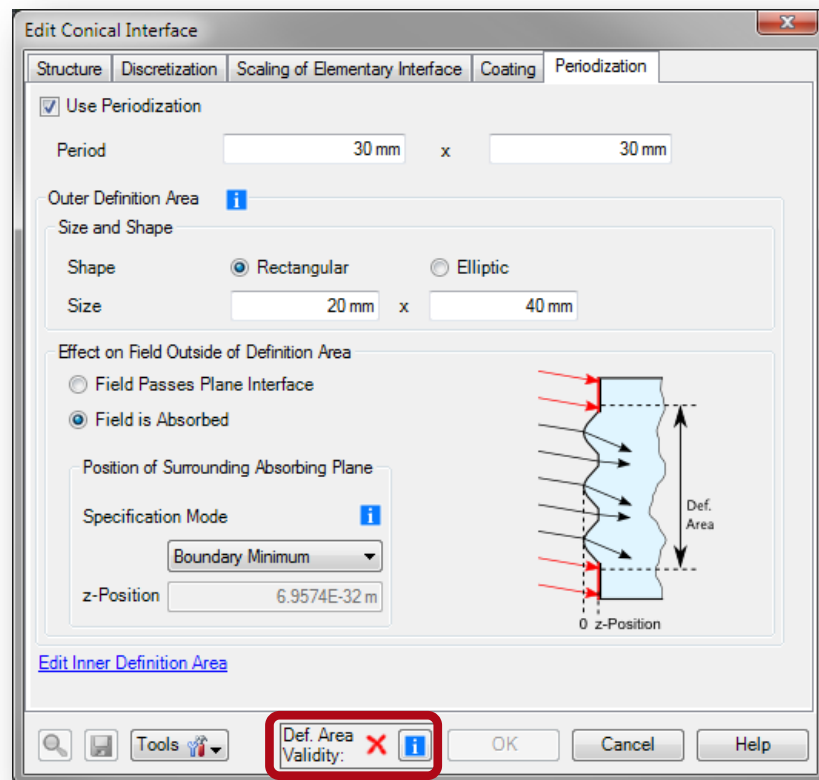 Edit Conical Interface
Structure Discretization Scaling of Elementary Interface Coating Periodization
Use Periodization
Period 30 mm x 30 mm
Outer Definition Area i
Size and Shape
Shape Rectangular Elliptic
Size 20 mm x 40 mm
Effect on Field Outside of Definition Area
Field Passes Plane Interface
Field is Absorbed
Position of Surrounding Absorbing Plane
Specification Mode i
Boundary Minimum
z-Position 6.9574E-32 m
Def.
Area
0 z-Position
Edit Inner Definition Area
Tools Def. Area
Validity: i OK Cancel Help